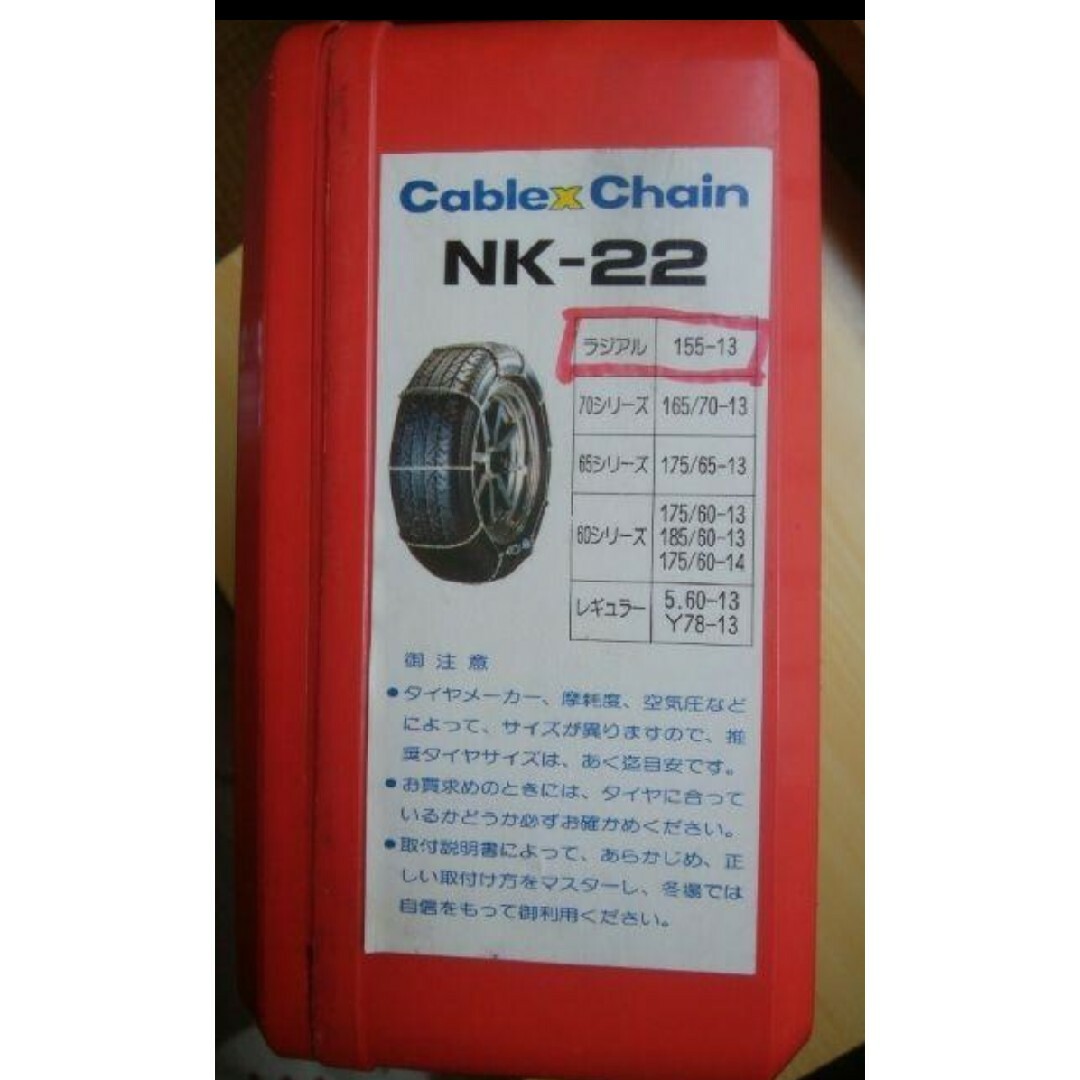 CablexChain
NK-22
ラジアル 155-13
70シリーズ 165/70-13
65シリーズ 175/65-13
60シリーズ 175/60-13
185/60-13
175/60-14
レギュラー 5.60-13
Y78-13
御注意
●タイヤメーカー、摩耗度、空気圧など
によって、サイズが異りますので、推
奨タイヤサイズは、あく迄目安です。
●お買求めのときには、タイヤに合って
いるかどうか必ずお確かめください。
●取付説明書によって、あらかじめ、正
しい取付け方をマスターし、冬場では
自信をもって御利用ください。